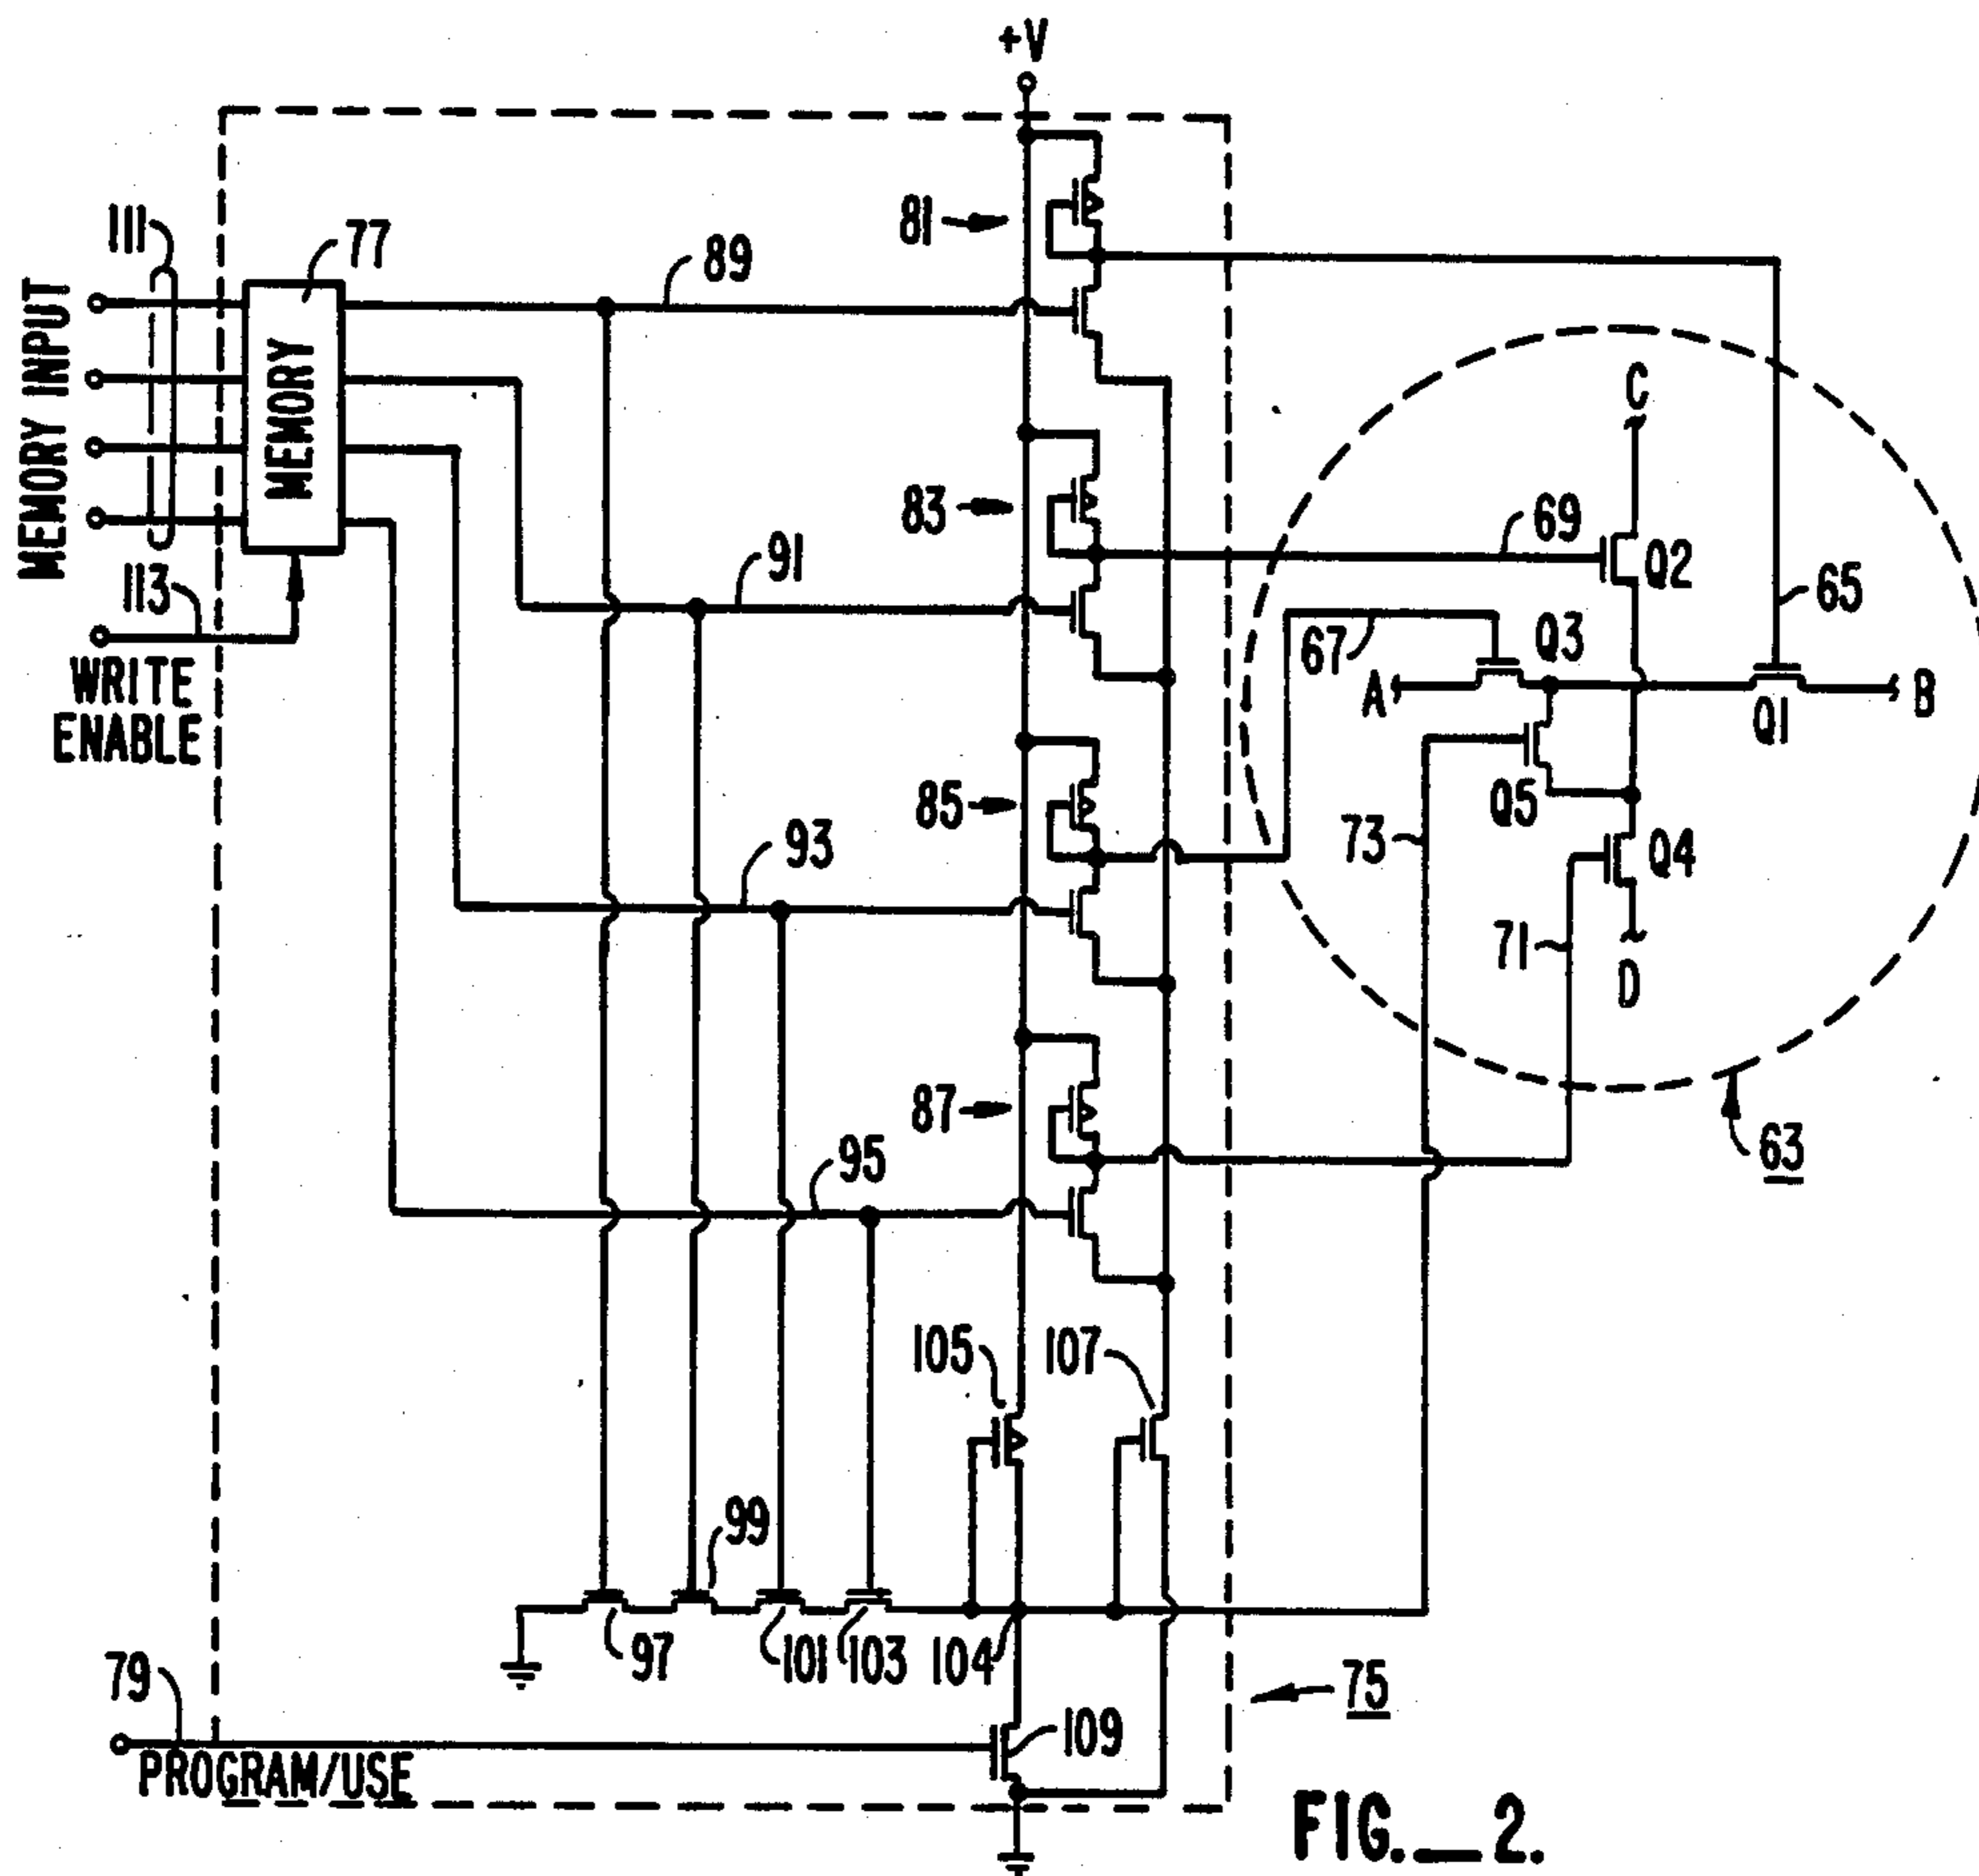 +V
111
77
81
89
MEMORY INPUT
MEMORY
C
83
69
Q2
91
113
65
WRITE
ENABLE
67
Q3
A
B
Q1
85
Q5
73
93
Q4
71
D
87
95
63
105
107
99
97
101
103
104
79
75
109
PROGRAM/USE
FIG.__2.